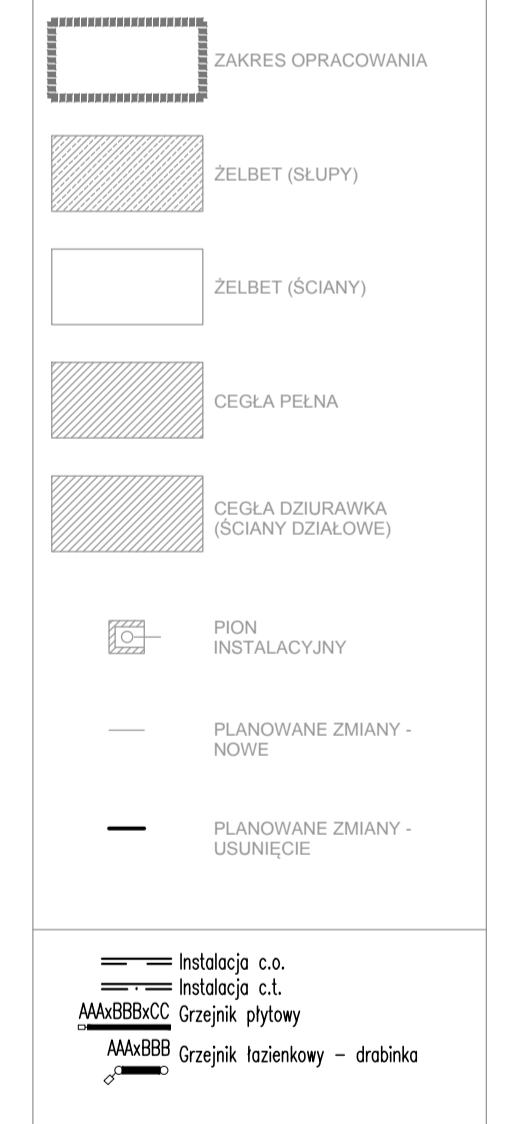 ZAKRES OPRACOWANIA
ŻELBET (SŁUPY)
ŻELBET (ŚCIANY)
CEGŁA PEŁNA
CEGŁA DZIURAWKA
(ŚCIANY DZIAŁOWE)
PION
INSTALACYJNY
PLANOWANE ZMIANY -
NOWE
PLANOWANE ZMIANY -
USUNIĘCIE
Instalacja c.o.
Instalacja c.t.
AAAxBBBxCC Grzejnik płytowy
AAAxBBB Grzejnik łazienkowy – drabinka